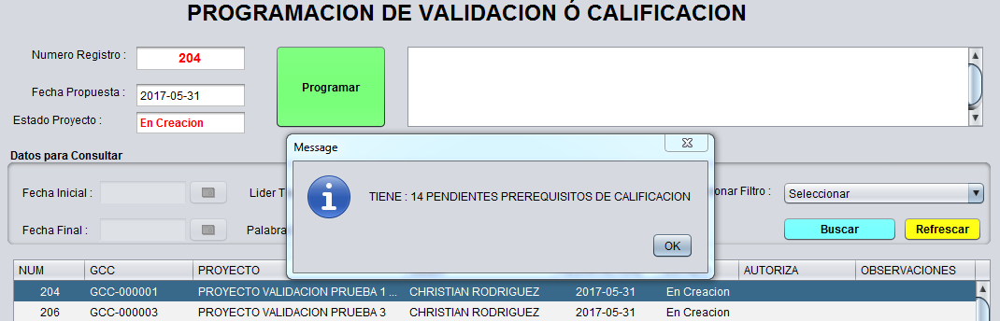 PROGRAMACION DE VALIDACION Ó CALIFICACION
Numero Registro : 204
Programar
Fecha Propuesta : 2017-05-31
Estado Proyecto : En Creacion
Message
Datos para Consultar
TIENE : 14 PENDIENTES PREREQUISITOS DE CALIFICACION
Fecha Inicial : Lider T onar Filtro : Seleccionar
Fecha Final : Palabra Buscar Refrescar
OK
NUM GCC PROYECTO AUTORIZA OBSERVACIONES
204 GCC-000001 PROYECTO VALIDACION PRUEBA 1 ... CHRISTIAN RODRIGUEZ 2017-05-31 En Creacion
206 GCC-000003 PROYECTO VALIDACION PRUEBA 3 CHRISTIAN RODRIGUEZ 2017-05-31 En Creacion